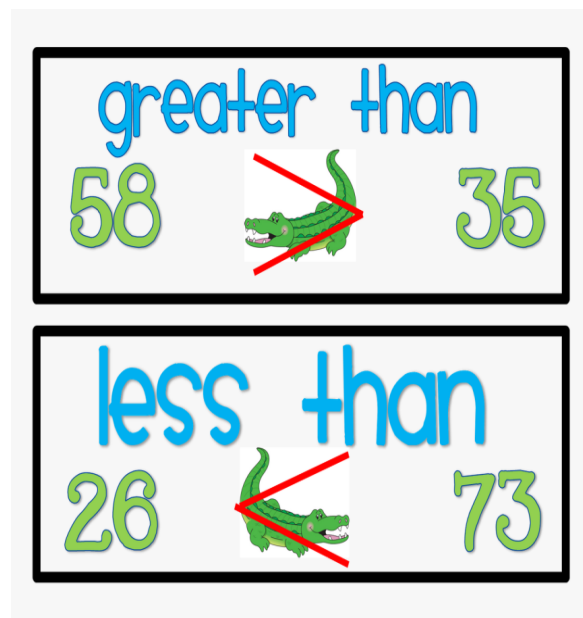 greater than
58 > 35
less than
26 < 73